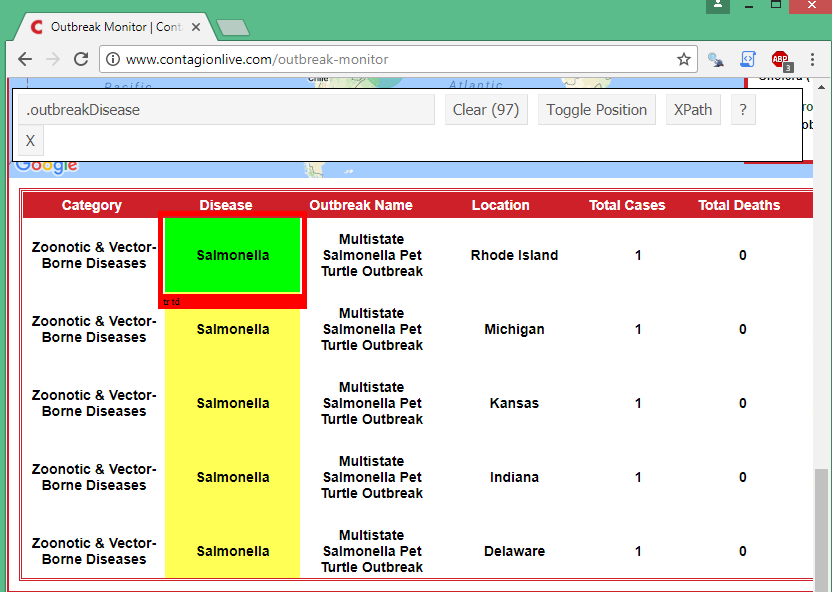 Outbreak Monitor | Cont
www.contagionlive.com/outbreak-monitor
ABP
3
Pacific
Chile
Atlantic
.outbreakDisease
Clear (97)
Toggle Position
XPath
?
X
Google
Category Disease Outbreak Name Location Total Cases Total Deaths
Zoonotic & Vector-
Borne Diseases
Salmonella
Multistate
Salmonella Pet
Turtle Outbreak
Rhode Island
1
0
tr td
Zoonotic & Vector-
Borne Diseases
Salmonella
Multistate
Salmonella Pet
Turtle Outbreak
Michigan
1
0
Zoonotic & Vector-
Borne Diseases
Salmonella
Multistate
Salmonella Pet
Turtle Outbreak
Kansas
1
0
Zoonotic & Vector-
Borne Diseases
Salmonella
Multistate
Salmonella Pet
Turtle Outbreak
Indiana
1
0
Zoonotic & Vector-
Borne Diseases
Salmonella
Multistate
Salmonella Pet
Turtle Outbreak
Delaware
1
0